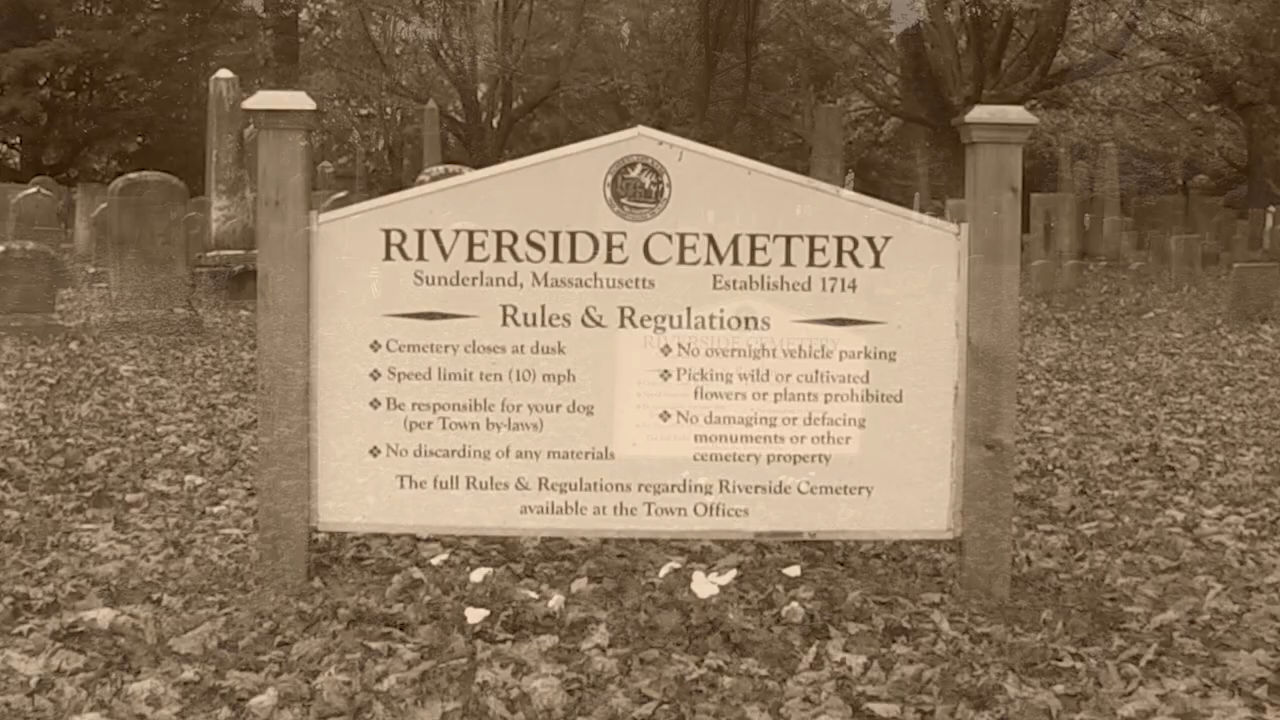 RIVERSIDE CEMETERY
Sunderland, Massachusetts Established 1714
Rules & Regulations
❖ Cemetery closes at dusk
❖ Speed limit ten (10) mph
❖ Be responsible for your dog
(per Town by-laws)
❖ No discarding of any materials
❖ No overnight vehicle parking
❖ Picking wild or cultivated
flowers or plants prohibited
❖ No damaging or defacing
monuments or other
cemetery property
The full Rules & Regulations regarding Riverside Cemetery
available at the Town Offices